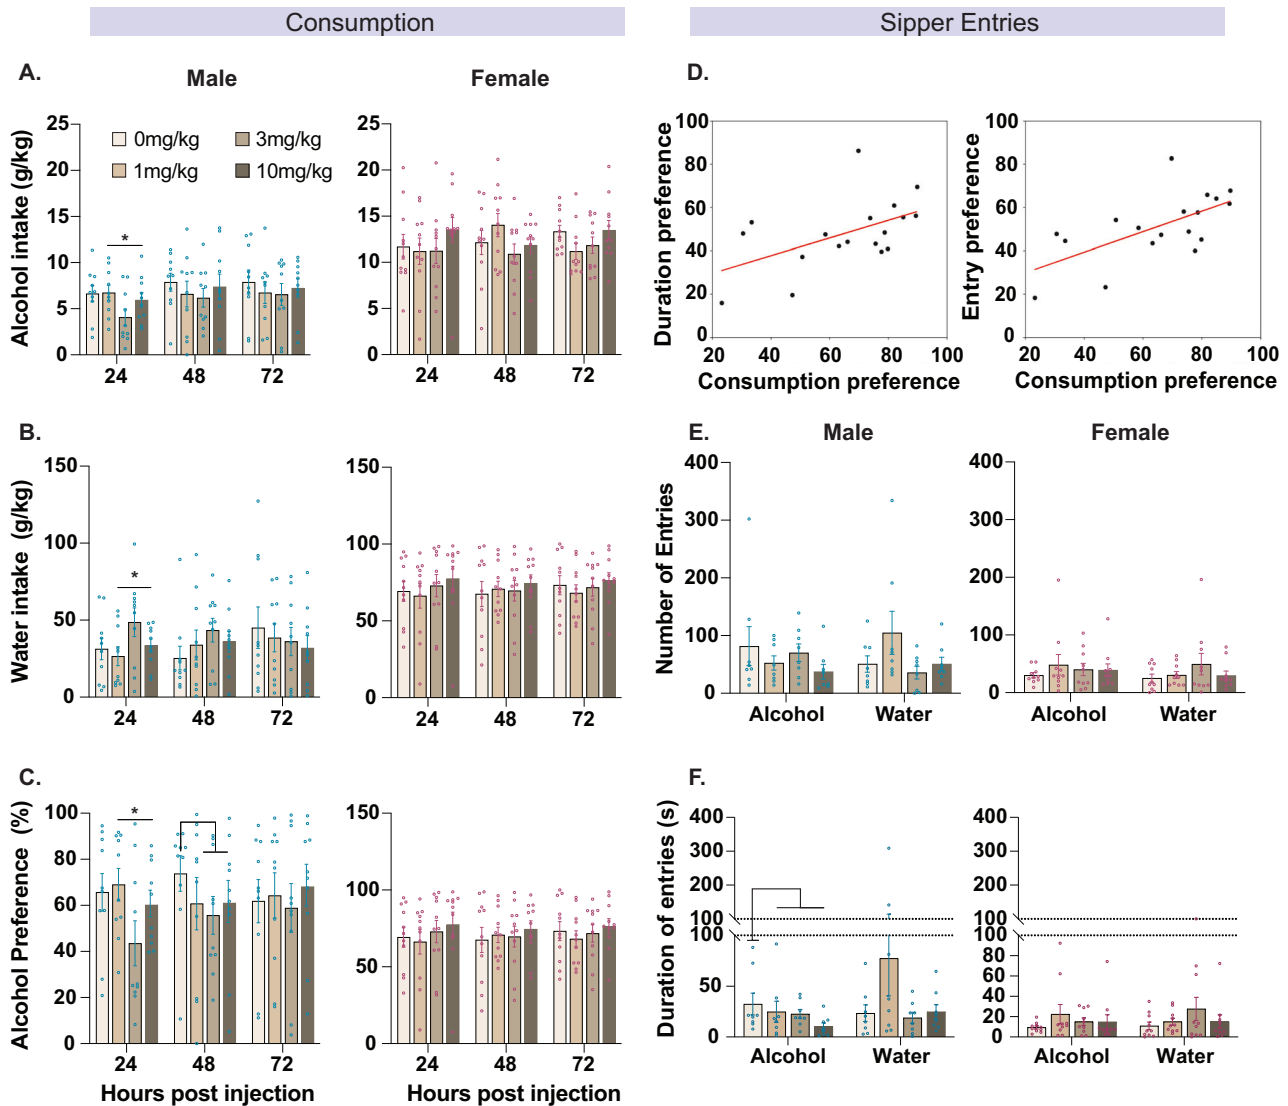 Consumption
Sipper Entries
A.
Male
Female
D.
Alcohol intake (g/kg)
25
20
15
10
5
0
0mg/kg
3mg/kg
1mg/kg
10mg/kg
*
24
48
72
25
20
15
10
5
0
24
48
72
Duration preference
100
80
60
40
20
0
20
40
60
80
100
Consumption preference
Entry preference
100
80
60
40
20
0
20
40
60
80
100
Consumption preference
B.
Water intake (g/kg)
150
100
50
0
*
24
48
72
150
100
50
0
24
48
72
E.
Male
Female
Number of Entries
400
300
200
100
0
Alcohol
Water
400
300
200
100
0
Alcohol
Water
C.
Alcohol Preference (%)
100
80
60
40
20
0
*
24
48
72
Hours post injection
150
100
50
0
24
48
72
Hours post injection
F.
Duration of entries (s)
400
300
200
100
100
50
0
Alcohol
Water
400
300
200
100
100
80
60
40
20
0
Alcohol
Water